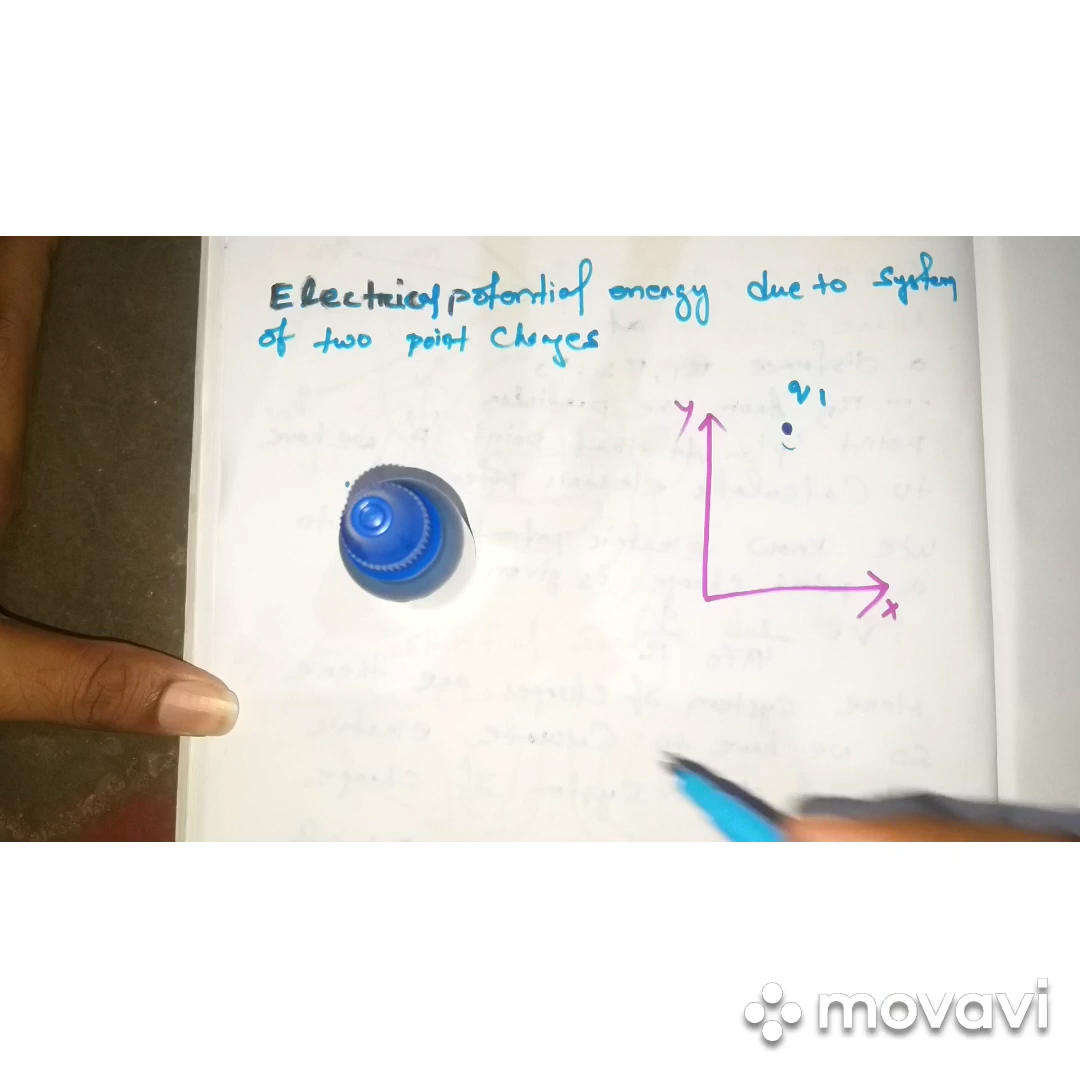 Electrical potential energy due to system
of two point charges
q1
y
x
movavi